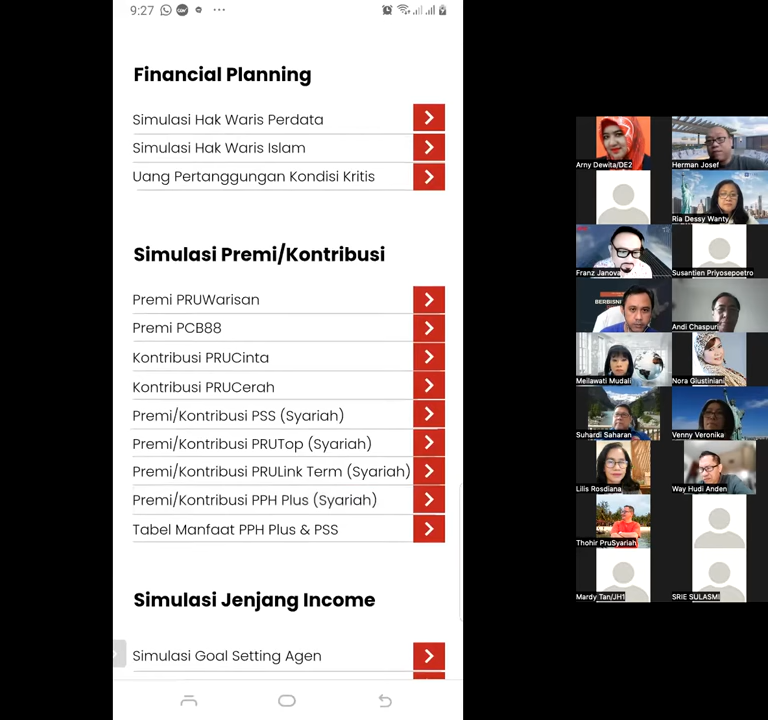 9:27
Financial Planning
Simulasi Hak Waris Perdata
Simulasi Hak Waris Islam
Uang Pertanggungan Kondisi Kritis
Simulasi Premi/Kontribusi
Premi PRUWarisan
Premi PCB88
Kontribusi PRUCinta
Kontribusi PRUCerah
Premi/Kontribusi PSS (Syariah)
Premi/Kontribusi PRUTop (Syariah)
Premi/Kontribusi PRULink Term (Syariah)
Premi/Kontribusi PPH Plus (Syariah)
Tabel Manfaat PPH Plus & PSS
Simulasi Jenjang Income
Simulasi Goal Setting Agen
Arny Dewita/DE2
Herman Josef
Ria Dessy Wanty
Franz Janova
Susantien Priyosepoetro
BERBISNI
Andi Chaspuri
Meilawati Mudali
Nora Giustiniani
Suhardi Saharan
Venny Veronika
Lilis Rosdiana
Way Hudi Anden
Thohir PruSyariah
Mardy Tan/JH1
SRIE SULASMI